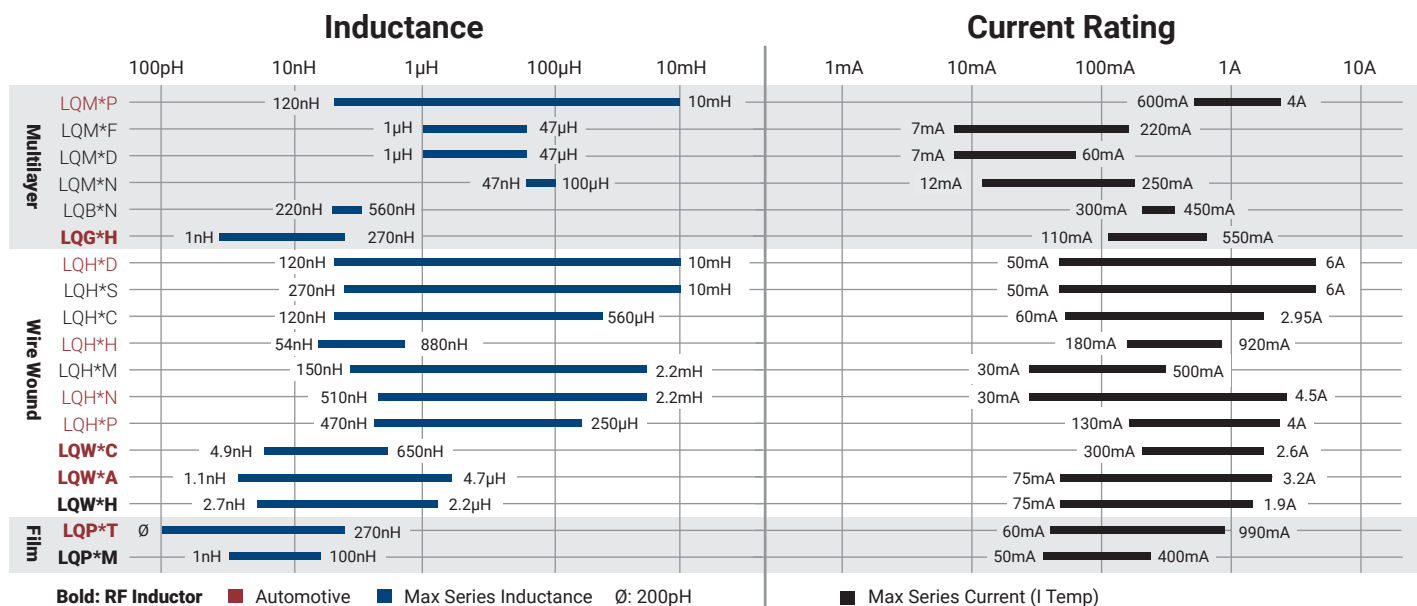 Inductance Current Rating
100pH 10nH 1µH 100µH 10mH 1mA 10mA 100mA 1A 10A
Multilayer
LQM*P 120nH 10mH 600mA 4A
LQM*F 1µH 47µH 7mA 220mA
LQM*D 1µH 47µH 7mA 60mA
LQM*N 47nH 100µH 12mA 250mA
LQB*N 220nH 560nH 300mA 450mA
LQG*H 1nH 270nH 110mA 550mA
Wire Wound
LQH*D 120nH 10mH 50mA 6A
LQH*S 270nH 10mH 50mA 6A
LQH*C 120nH 560µH 60mA 2.95A
LQH*H 54nH 880nH 180mA 920mA
LQH*M 150nH 2.2mH 30mA 500mA
LQH*N 510nH 2.2mH 30mA 4.5A
LQH*P 470nH 250µH 130mA 4A
LQW*C 4.9nH 650nH 300mA 2.6A
LQW*A 1.1nH 4.7µH 75mA 3.2A
LQW*H 2.7nH 2.2µH 75mA 1.9A
Film
LQP*T Ø 270nH 60mA 990mA
LQP*M 1nH 100nH 50mA 400mA
Bold: RF Inductor Automotive Max Series Inductance Ø: 200pH Max Series Current (I Temp)